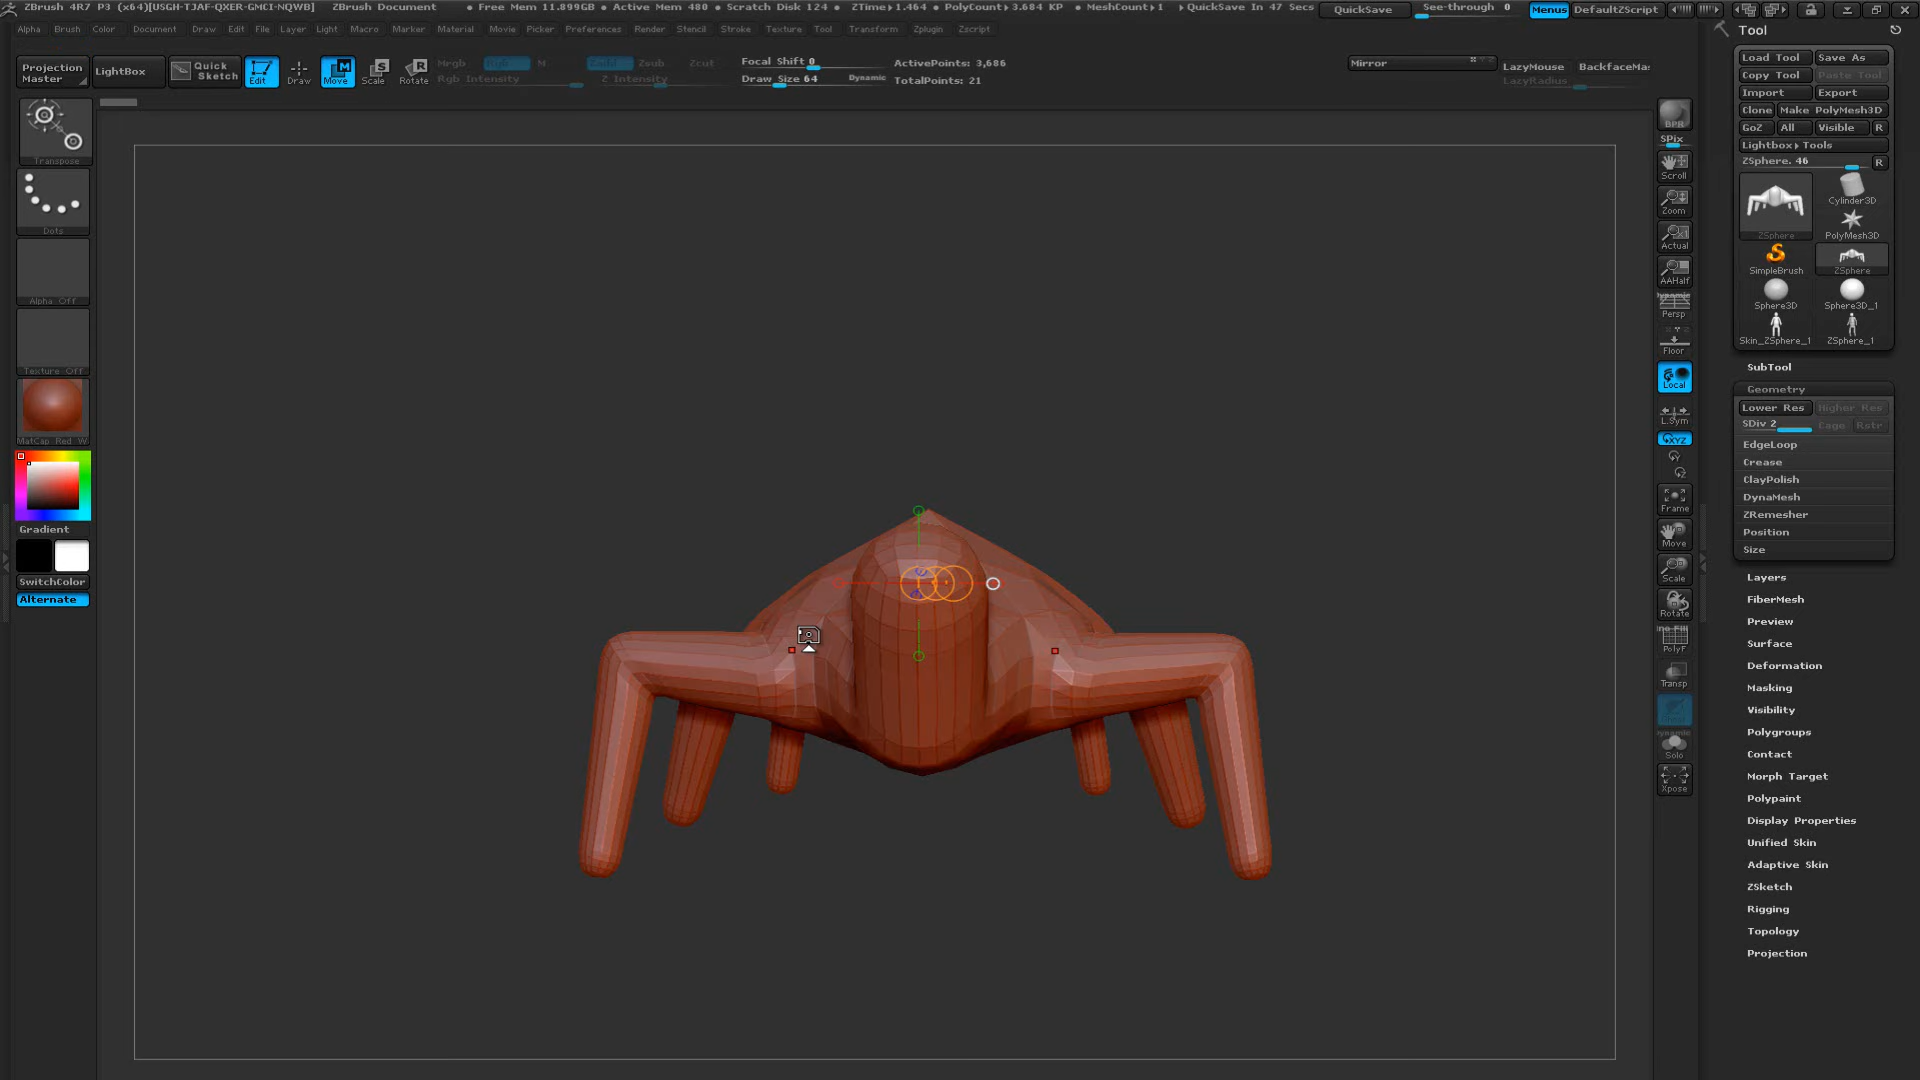 ZBrush 4R7 P3 (x64)[USGH-TJAF-QXER-GMCI-NQWB] ZBrush Document • Free Mem 11.899GB • Active Mem 480 • Scratch Disk 124 • ZTime▸1.464 • PolyCount▸3.684 KP • MeshCount▸1 ▸QuickSave In 47 Secs QuickSave See-through 0 Menus DefaultZScript
Alpha Brush Color Document Draw Edit File Layer Light Macro Marker Material Movie Picker Preferences Render Stencil Stroke Texture Tool Transform Zplugin Zscript
Projection Master
LightBox
Quick Sketch
Edit Draw Move Scale Rotate
Mrgb Rgb M
Rgb Intensity
Zadd Zsub Zcut
Z Intensity
Focal Shift 0
Draw Size 64 Dynamic
ActivePoints: 3,686
TotalPoints: 21
Mirror
LazyMouse BackfaceMas
LazyRadius
Transpose
Dots
Alpha Off
Texture Off
MatCap Red W
Gradient
SwitchColor
Alternate
BPR
SPix
Scroll
Zoom
Actual
AAHalf
Persp
Floor
Local
L.Sym
XYZ
Frame
Move
Scale
Rotate
PolyF
Transp
Solo
Xpose
Tool
Load Tool Save As
Copy Tool Paste Tool
Import Export
Clone Make PolyMesh3D
GoZ All Visible R
Lightbox▸Tools
ZSphere. 46 R
ZSphere
Cylinder3D
PolyMesh3D
SimpleBrush ZSphere
Sphere3D Sphere3D_1
Skin_ZSphere_1 ZSphere_1
SubTool
Geometry
Lower Res Higher Res
SDiv 2 Cage Rstr
EdgeLoop
Crease
ClayPolish
DynaMesh
ZRemesher
Position
Size
Layers
FiberMesh
Preview
Surface
Deformation
Masking
Visibility
Polygroups
Contact
Morph Target
Polypaint
Display Properties
Unified Skin
Adaptive Skin
ZSketch
Rigging
Topology
Projection